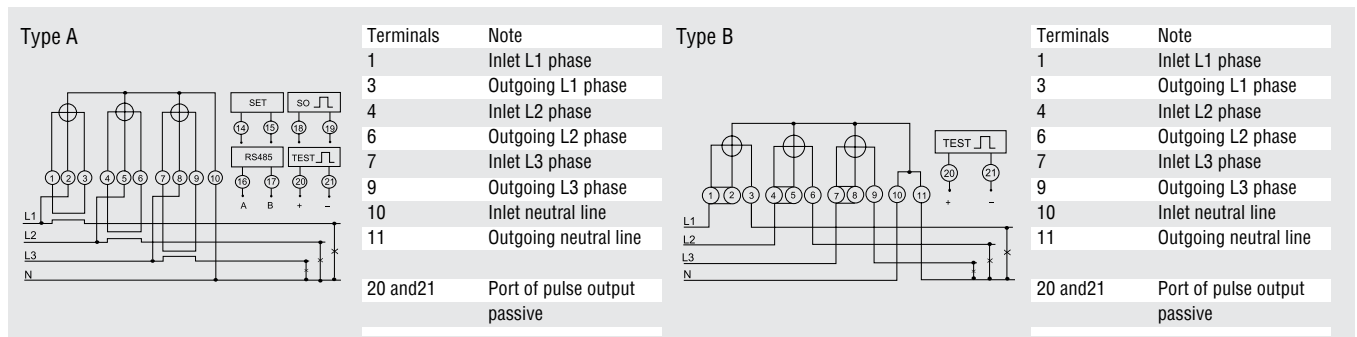 Type A
SET
SO
14 15 18 19
RS485 TEST
16 17 20 21
A B + −
1 2 3 4 5 6 7 8 9 10
L1
L2
L3
N
Terminals Note
1 Inlet L1 phase
3 Outgoing L1 phase
4 Inlet L2 phase
6 Outgoing L2 phase
7 Inlet L3 phase
9 Outgoing L3 phase
10 Inlet neutral line
11 Outgoing neutral line
20 and21 Port of pulse output
passive
Type B
TEST
20 21
+ −
1 2 3 4 5 6 7 8 9 10 11
L1
L2
L3
N
Terminals Note
1 Inlet L1 phase
3 Outgoing L1 phase
4 Inlet L2 phase
6 Outgoing L2 phase
7 Inlet L3 phase
9 Outgoing L3 phase
10 Inlet neutral line
11 Outgoing neutral line
20 and21 Port of pulse output
passive